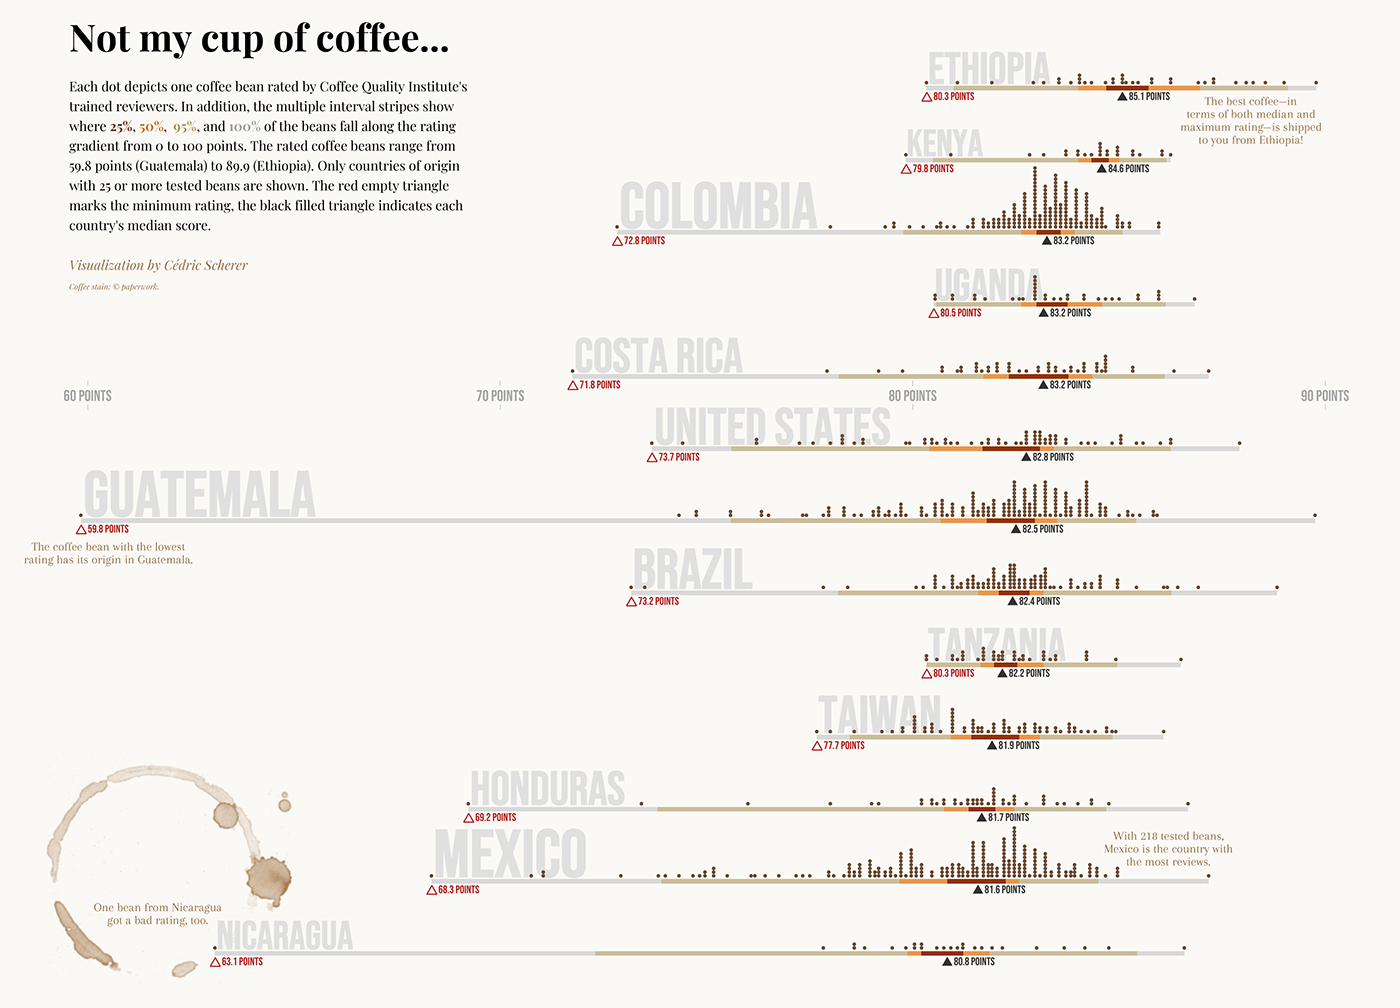 Not my cup of coffee...
Each dot depicts one coffee bean rated by Coffee Quality Institute's
trained reviewers. In addition, the multiple interval stripes show
where 25%, 50%, 95%, and 100% of the beans fall along the rating
gradient from 0 to 100 points. The rated coffee beans range from
59.8 points (Guatemala) to 89.9 (Ethiopia). Only countries of origin
with 25 or more tested beans are shown. The red empty triangle
marks the minimum rating, the black filled triangle indicates each
country's median score.
Visualization by Cédric Scherer
Coffee stain: © paperwork.
ETHIOPIA
80.3 POINTS
85.1 POINTS
The best coffee—in
terms of both median and
maximum rating—is shipped
to you from Ethiopia!
KENYA
79.8 POINTS
84.6 POINTS
COLOMBIA
72.8 POINTS
83.2 POINTS
UGANDA
80.5 POINTS
83.2 POINTS
COSTA RICA
71.8 POINTS
83.2 POINTS
60 POINTS
70 POINTS
80 POINTS
90 POINTS
UNITED STATES
73.7 POINTS
82.8 POINTS
GUATEMALA
59.8 POINTS
82.5 POINTS
The coffee bean with the lowest
rating has its origin in Guatemala.
BRAZIL
73.2 POINTS
82.4 POINTS
TANZANIA
80.3 POINTS
82.2 POINTS
TAIWAN
77.7 POINTS
81.9 POINTS
HONDURAS
69.2 POINTS
81.7 POINTS
MEXICO
68.3 POINTS
81.6 POINTS
With 218 tested beans,
Mexico is the country with
the most reviews.
One bean from Nicaragua
got a bad rating, too.
NICARAGUA
63.1 POINTS
80.8 POINTS